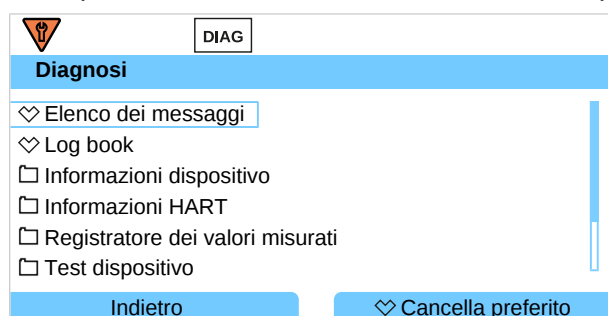 DIAG
Diagnosi
Elenco dei messaggi
Log book
Informazioni dispositivo
Informazioni HART
Registratore dei valori misurati
Test dispositivo
Indietro
Cancella preferito